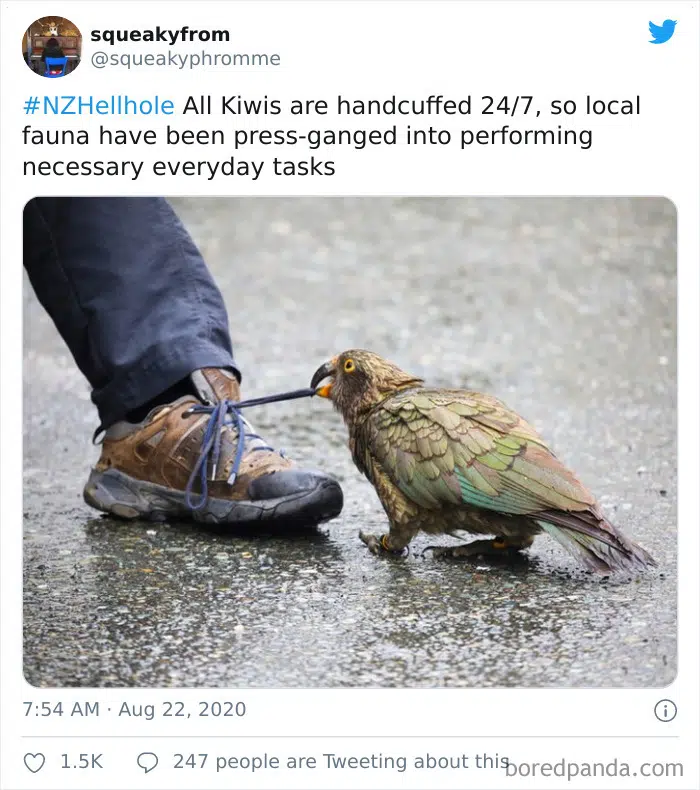 squeakyfrom
@squeakyphromme
#NZHellhole All Kiwis are handcuffed 24/7, so local
fauna have been press-ganged into performing
necessary everyday tasks
7:54 AM · Aug 22, 2020
1.5K 247 people are Tweeting about this
boredpanda.com